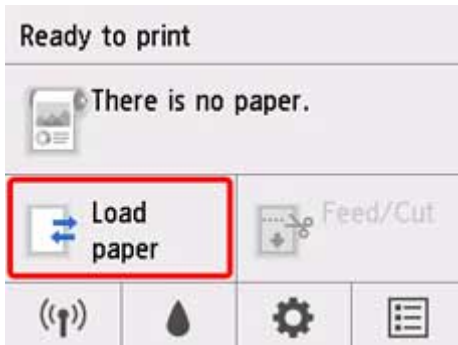 Ready to print
There is no paper.
Load
paper
Feed/Cut